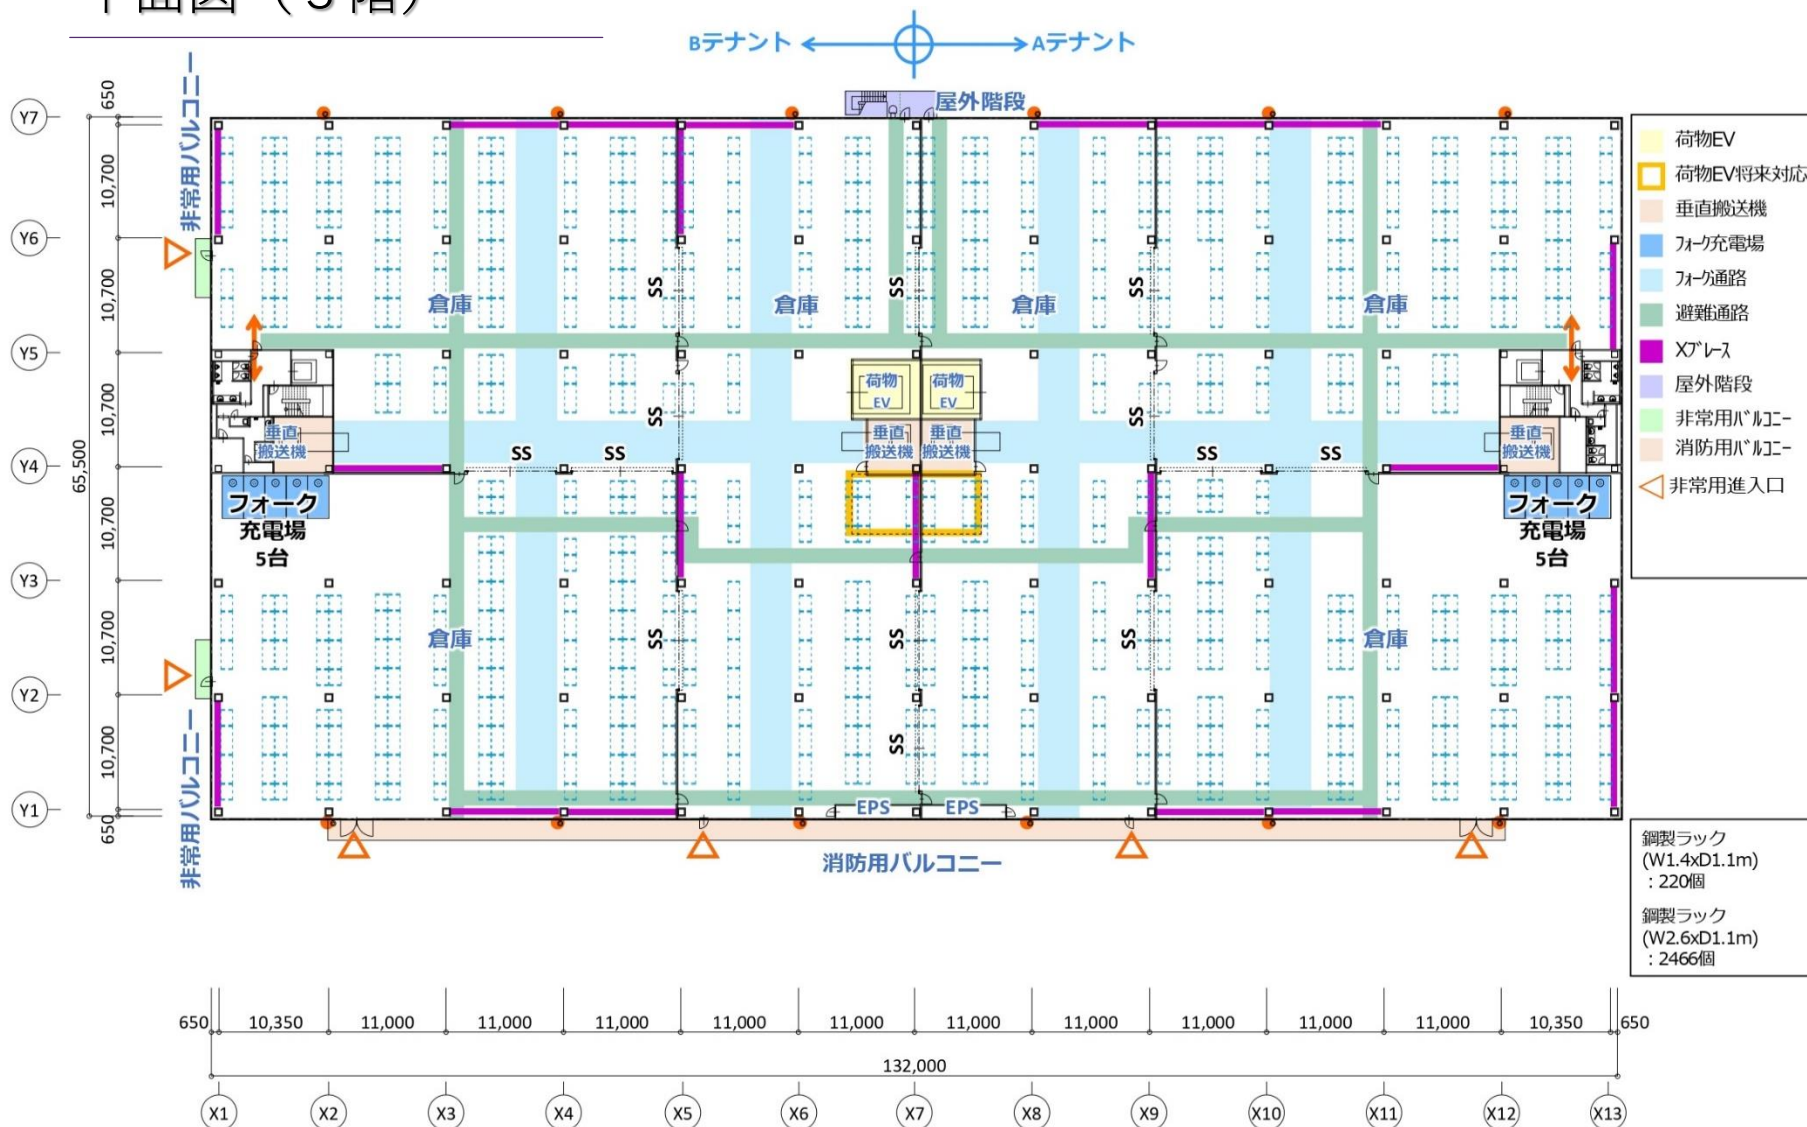 平面図（3階）
Bテナント
Aテナント
非常用バルコニー
屋外階段
Y7
Y6
Y5
Y4
Y3
Y2
Y1
650
10,700
10,700
10,700
10,700
10,700
10,700
650
65,500
倉庫
倉庫
倉庫
倉庫
SS
SS
SS
SS
SS
荷物
EV
荷物
EV
垂直
搬送機
垂直
搬送機
垂直
搬送機
垂直
搬送機
SS
SS
SS
SS
フォーク
充電場
5台
フォーク
充電場
5台
倉庫
倉庫
SS
SS
SS
SS
EPS
EPS
非常用バルコニー
消防用バルコニー
荷物EV
荷物EV将来対応
垂直搬送機
フォーク充電場
フォーク通路
避難通路
Xブレース
屋外階段
非常用バルコニー
消防用バルコニー
非常用進入口
鋼製ラック
(W1.4xD1.1m)
：220個
鋼製ラック
(W2.6xD1.1m)
：2466個
650
10,350
11,000
11,000
11,000
11,000
11,000
11,000
11,000
11,000
11,000
11,000
10,350
650
132,000
X1
X2
X3
X4
X5
X6
X7
X8
X9
X10
X11
X12
X13